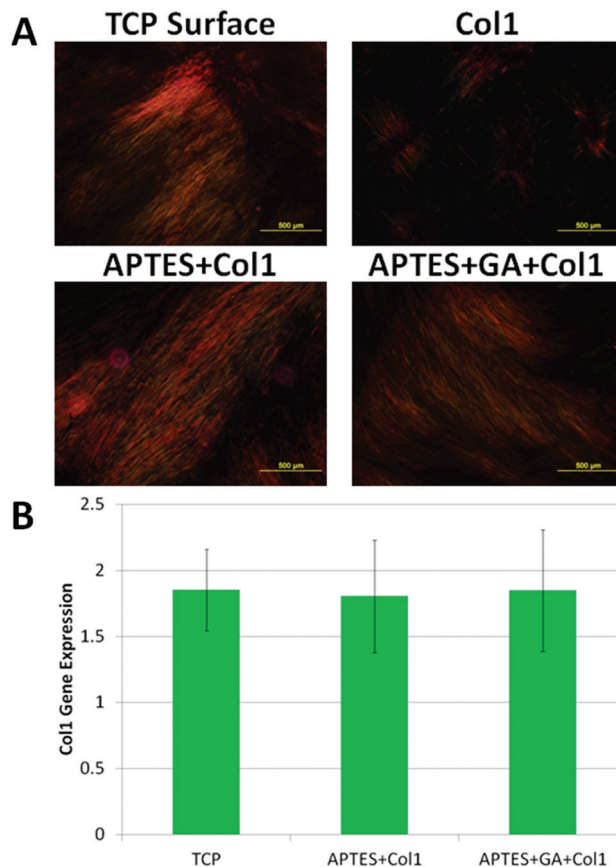 A
TCP Surface
Col1
500 µm
500 µm
APTES+Col1
APTES+GA+Col1
500 µm
500 µm
B
Col1 Gene Expression
2.5
2
1.5
1
0.5
0
TCP
APTES+Col1
APTES+GA+Col1